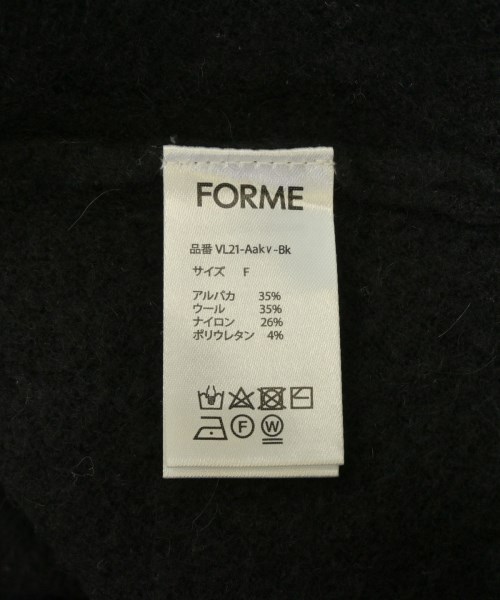 FORME
品番 VL21-Aakv-Bk
サイズ F
アルパカ 35%
ウール 35%
ナイロン 26%
ポリウレタン 4%
F W